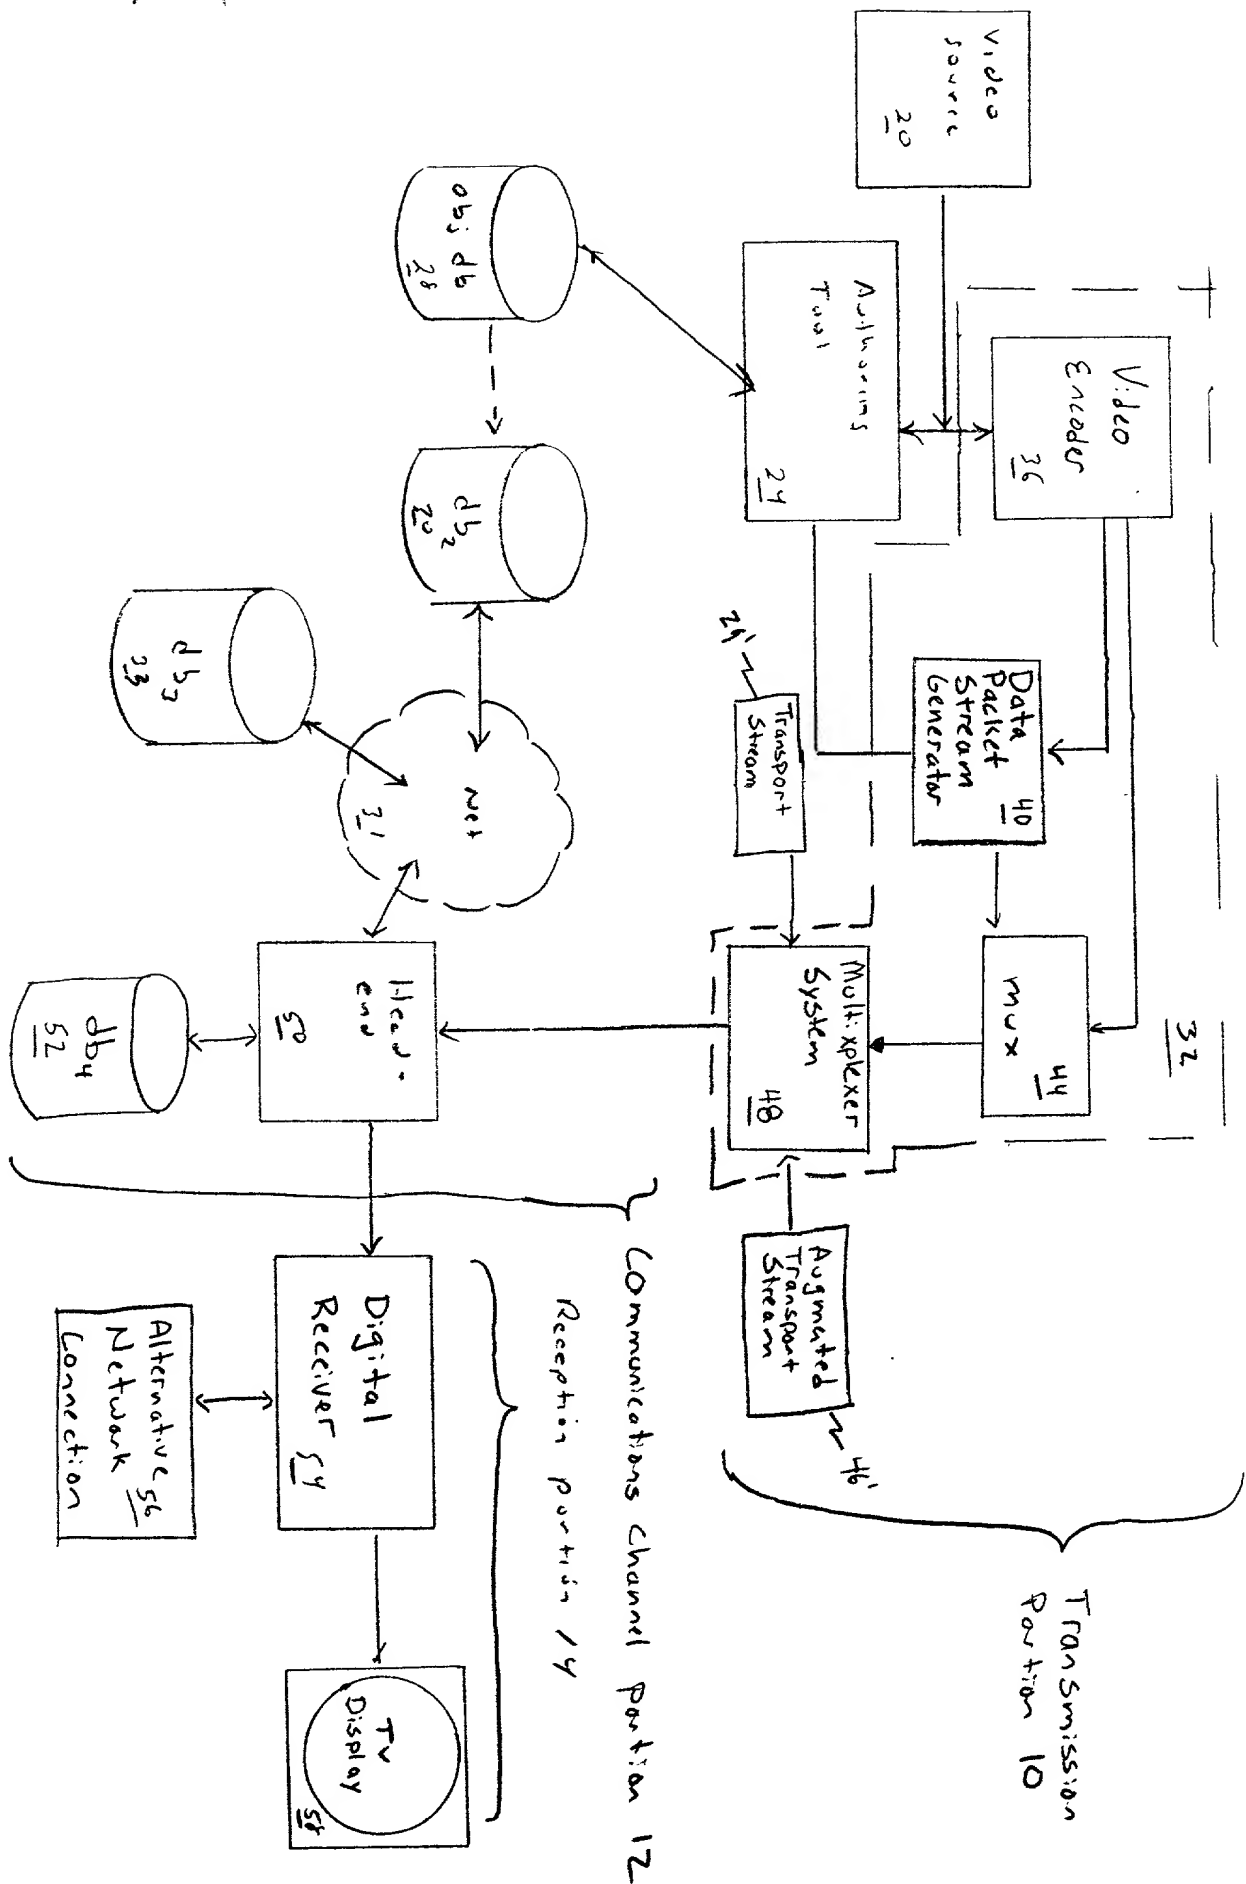 Video
Source
20
Video
Encoder
36
Authoring
Tool
24
obj db
28
db2
20
db3
33
Net
31
Data
Packet
Stream
Generator
40
29'
Transport
Stream
mux
44
32
Multixplexer
System
48
Head-
end
50
db4
52
Augmated
Transport
Stream
46'
Transmission
Portion 10
Communications Channel Portion 12
Reception portion 14
Digital
Receiver
54
Alternative
Network
Connection
56
TV
Display
58